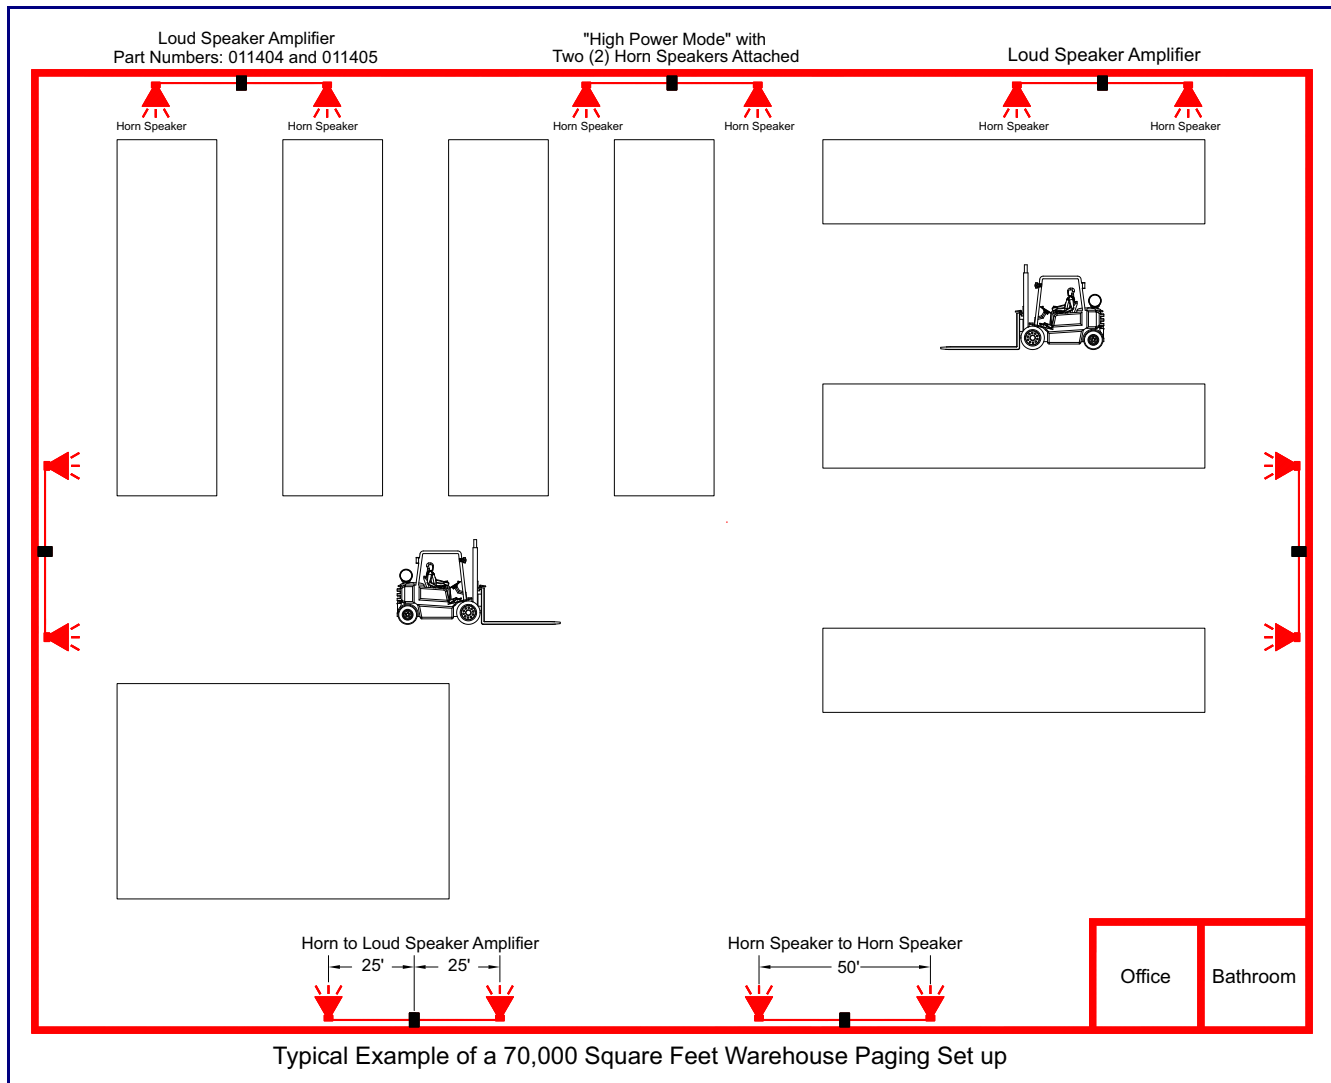 Loud Speaker Amplifier
Part Numbers: 011404 and 011405
"High Power Mode" with
Two (2) Horn Speakers Attached
Loud Speaker Amplifier
Horn Speaker
Horn Speaker
Horn Speaker
Horn Speaker
Horn Speaker
Horn Speaker
Horn to Loud Speaker Amplifier
25'
25'
Horn Speaker to Horn Speaker
50'
Office
Bathroom
Typical Example of a 70,000 Square Feet Warehouse Paging Set up